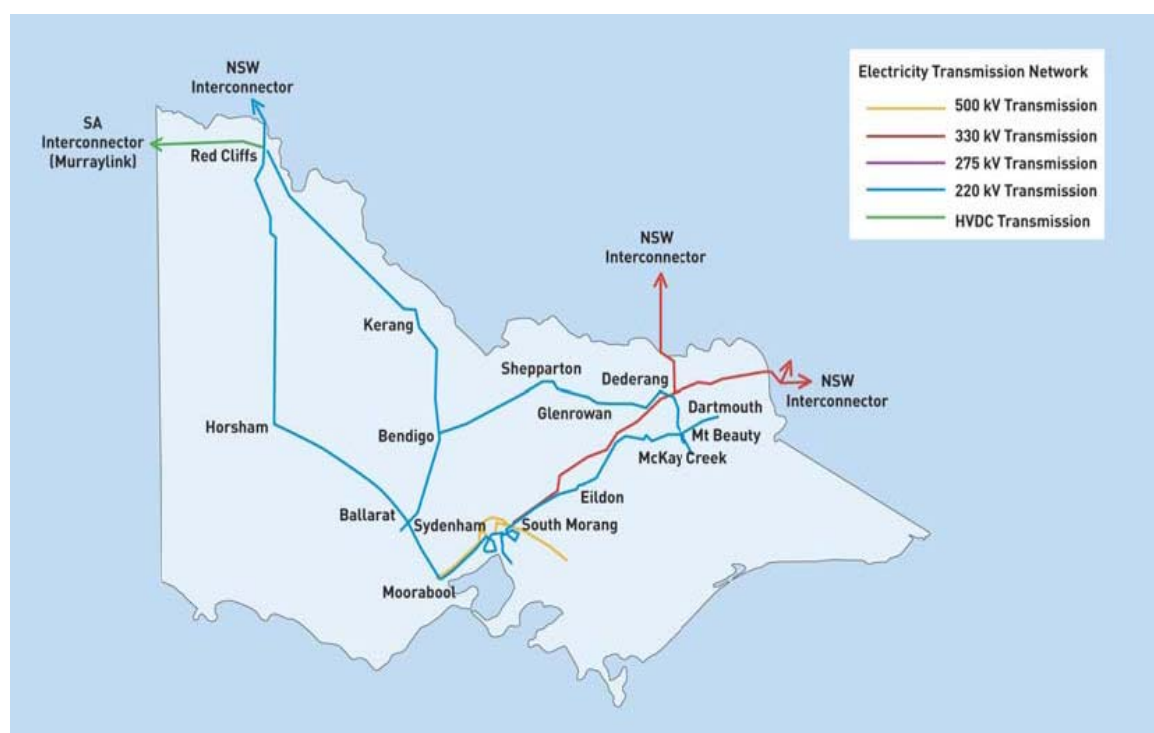 NSW
Interconnector
SA
Interconnector
(Murraylink)
Red Cliffs
Electricity Transmission Network
500 kV Transmission
330 kV Transmission
275 kV Transmission
220 kV Transmission
HVDC Transmission
NSW
Interconnector
Kerang
Shepparton
Dederang
NSW
Interconnector
Glenrowan
Dartmouth
Horsham
Bendigo
Mt Beauty
McKay Creek
Eildon
Ballarat
Sydenham
South Morang
Moorabool